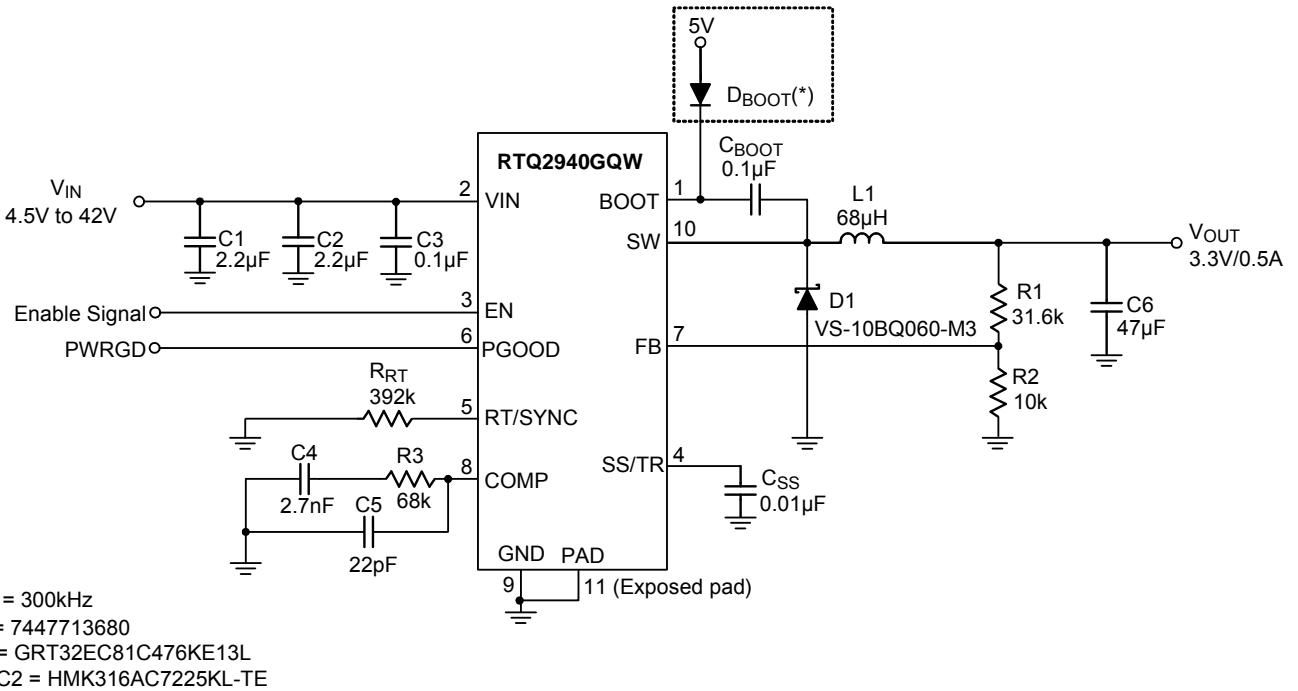 5V
DBOOT(*)
CBOOT
0.1µF
RTQ2940GQW
VIN
4.5V to 42V
2
VIN
BOOT
1
L1
68µH
SW
10
VOUT
3.3V/0.5A
C1
2.2µF
C2
2.2µF
C3
0.1µF
Enable Signal
3
EN
D1
VS-10BQ060-M3
R1
31.6k
C6
47µF
PWRGD
6
PGOOD
FB
7
RRT
392k
5
RT/SYNC
R2
10k
C4
2.7nF
R3
68k
8
COMP
SS/TR
4
CSS
0.01µF
C5
22pF
GND
PAD
9
11 (Exposed pad)
= 300kHz
= 7447713680
= GRT32EC81C476KE13L
C2 = HMK316AC7225KL-TE